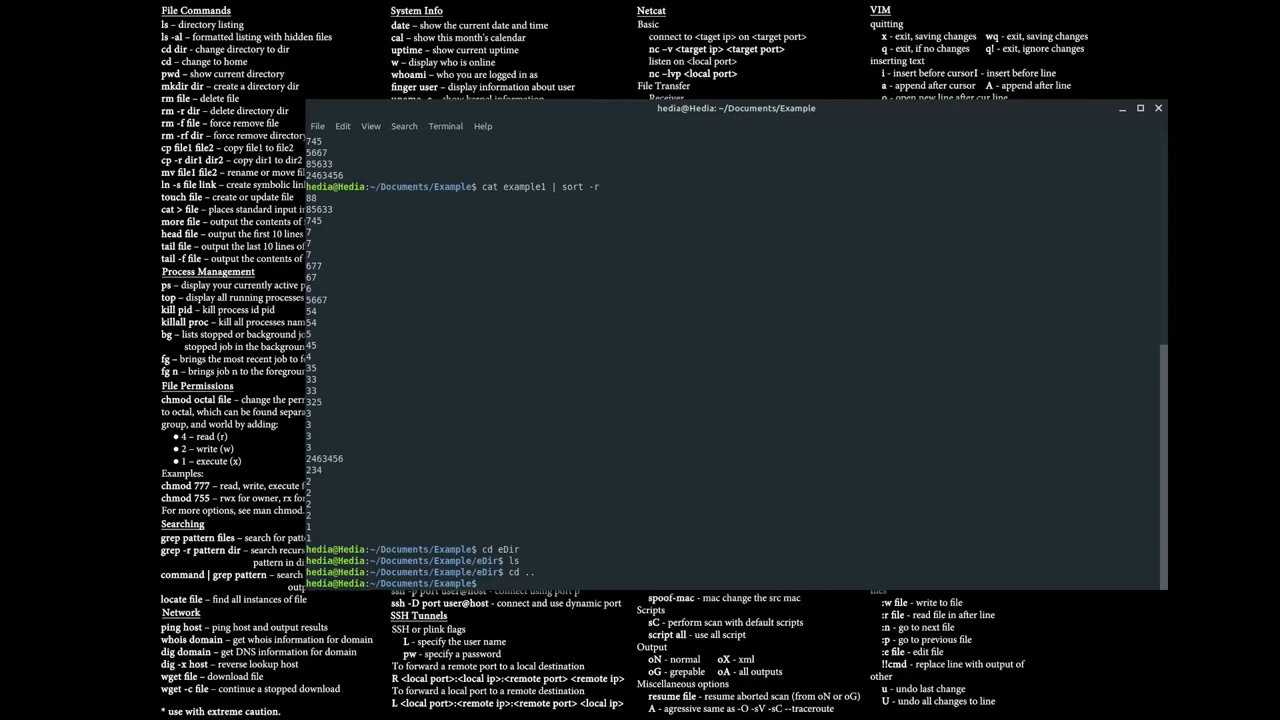 File Commands
ls – directory listing
ls -al – formatted listing with hidden files
cd dir - change directory to dir
cd – change to home
pwd – show current directory
mkdir dir – create a directory dir
rm file – delete file
rm -r dir – delete directory dir
rm -f file – force remove file
rm -rf dir – force remove directory
cp file1 file2 – copy file1 to file2
cp -r dir1 dir2 – copy dir1 to dir2
mv file1 file2 – rename or move fi
ln -s file link – create symbolic lin
touch file – create or update file
cat > file – places standard input in
more file – output the contents of
head file – output the first 10 lines
tail file – output the last 10 lines of
tail -f file – output the contents of
Process Management
ps – display your currently active p
top – display all running processes
kill pid – kill process id pid
killall proc – kill all processes nam
bg – lists stopped or background jo
stopped job in the background
fg – brings the most recent job to f
fg n – brings job n to the foregroun
File Permissions
chmod octal file – change the perm
to octal, which can be found separa
group, and world by adding:
● 4 – read (r)
● 2 – write (w)
● 1 – execute (x)
Examples:
chmod 777 – read, write, execute f
chmod 755 – rwx for owner, rx for
For more options, see man chmod.
Searching
grep pattern files – search for patt
grep -r pattern dir – search recurs
pattern in di
command | grep pattern – search
outp
locate file – find all instances of file
Network
ping host – ping host and output results
whois domain – get whois information for domain
dig domain – get DNS information for domain
dig -x host – reverse lookup host
wget file – download file
wget -c file – continue a stopped download
* use with extreme caution.
System Info
date – show the current date and time
cal – show this month's calendar
uptime – show current uptime
w – display who is online
whoami – who you are logged in as
finger user – display information about user
uname -a – show kernel information
Netcat
Basic
connect to <taget ip> on <target port>
nc –v <target ip> <target port>
listen on <local port>
nc –lvp <local port>
File Transfer
Receiver
VIM
quitting
x - exit, saving changes wq - exit, saving changes
q - exit, if no changes q! - exit, ignore changes
inserting text
i - insert before cursorI - insert before line
a - append after cursor A - append after line
o - open new line after cur line
hedia@Hedia: ~/Documents/Example
File Edit View Search Terminal Help
745
5667
85633
2463456
hedia@Hedia:~/Documents/Example$ cat example1 | sort -r
88
85633
745
7
7
7
677
67
6
5667
54
54
5
45
4
35
33
33
325
3
3
3
3
2463456
234
2
2
2
2
1
1
hedia@Hedia:~/Documents/Example$ cd eDir
hedia@Hedia:~/Documents/Example/eDir$ ls
hedia@Hedia:~/Documents/Example/eDir$ cd ..
hedia@Hedia:~/Documents/Example$
ssh -p port user@host - connect using port p
ssh -D port user@host - connect and use dynamic port
SSH Tunnels
SSH or plink flags
L - specify the user name
pw - specify a password
To forward a remote port to a local destination
R <local port>:<local ip>:<remote port> <remote ip>
To forward a local port to a remote destination
L <local port>:<remote ip>:<remote port> <local ip>
spoof-mac - mac change the src mac
Scripts
sC – perform scan with default scripts
script all - use all script
Output
oN – normal oX – xml
oG – grepable oA – all outputs
Miscellaneous options
resume file - resume aborted scan (from oN or oG)
A - agressive same as -O -sV -sC --traceroute
files
:w file - write to file
:r file - read file in after line
:n - go to next file
:p - go to previous file
:e file - edit file
!!cmd - replace line with output of
other
u - undo last change
U - undo all changes to line